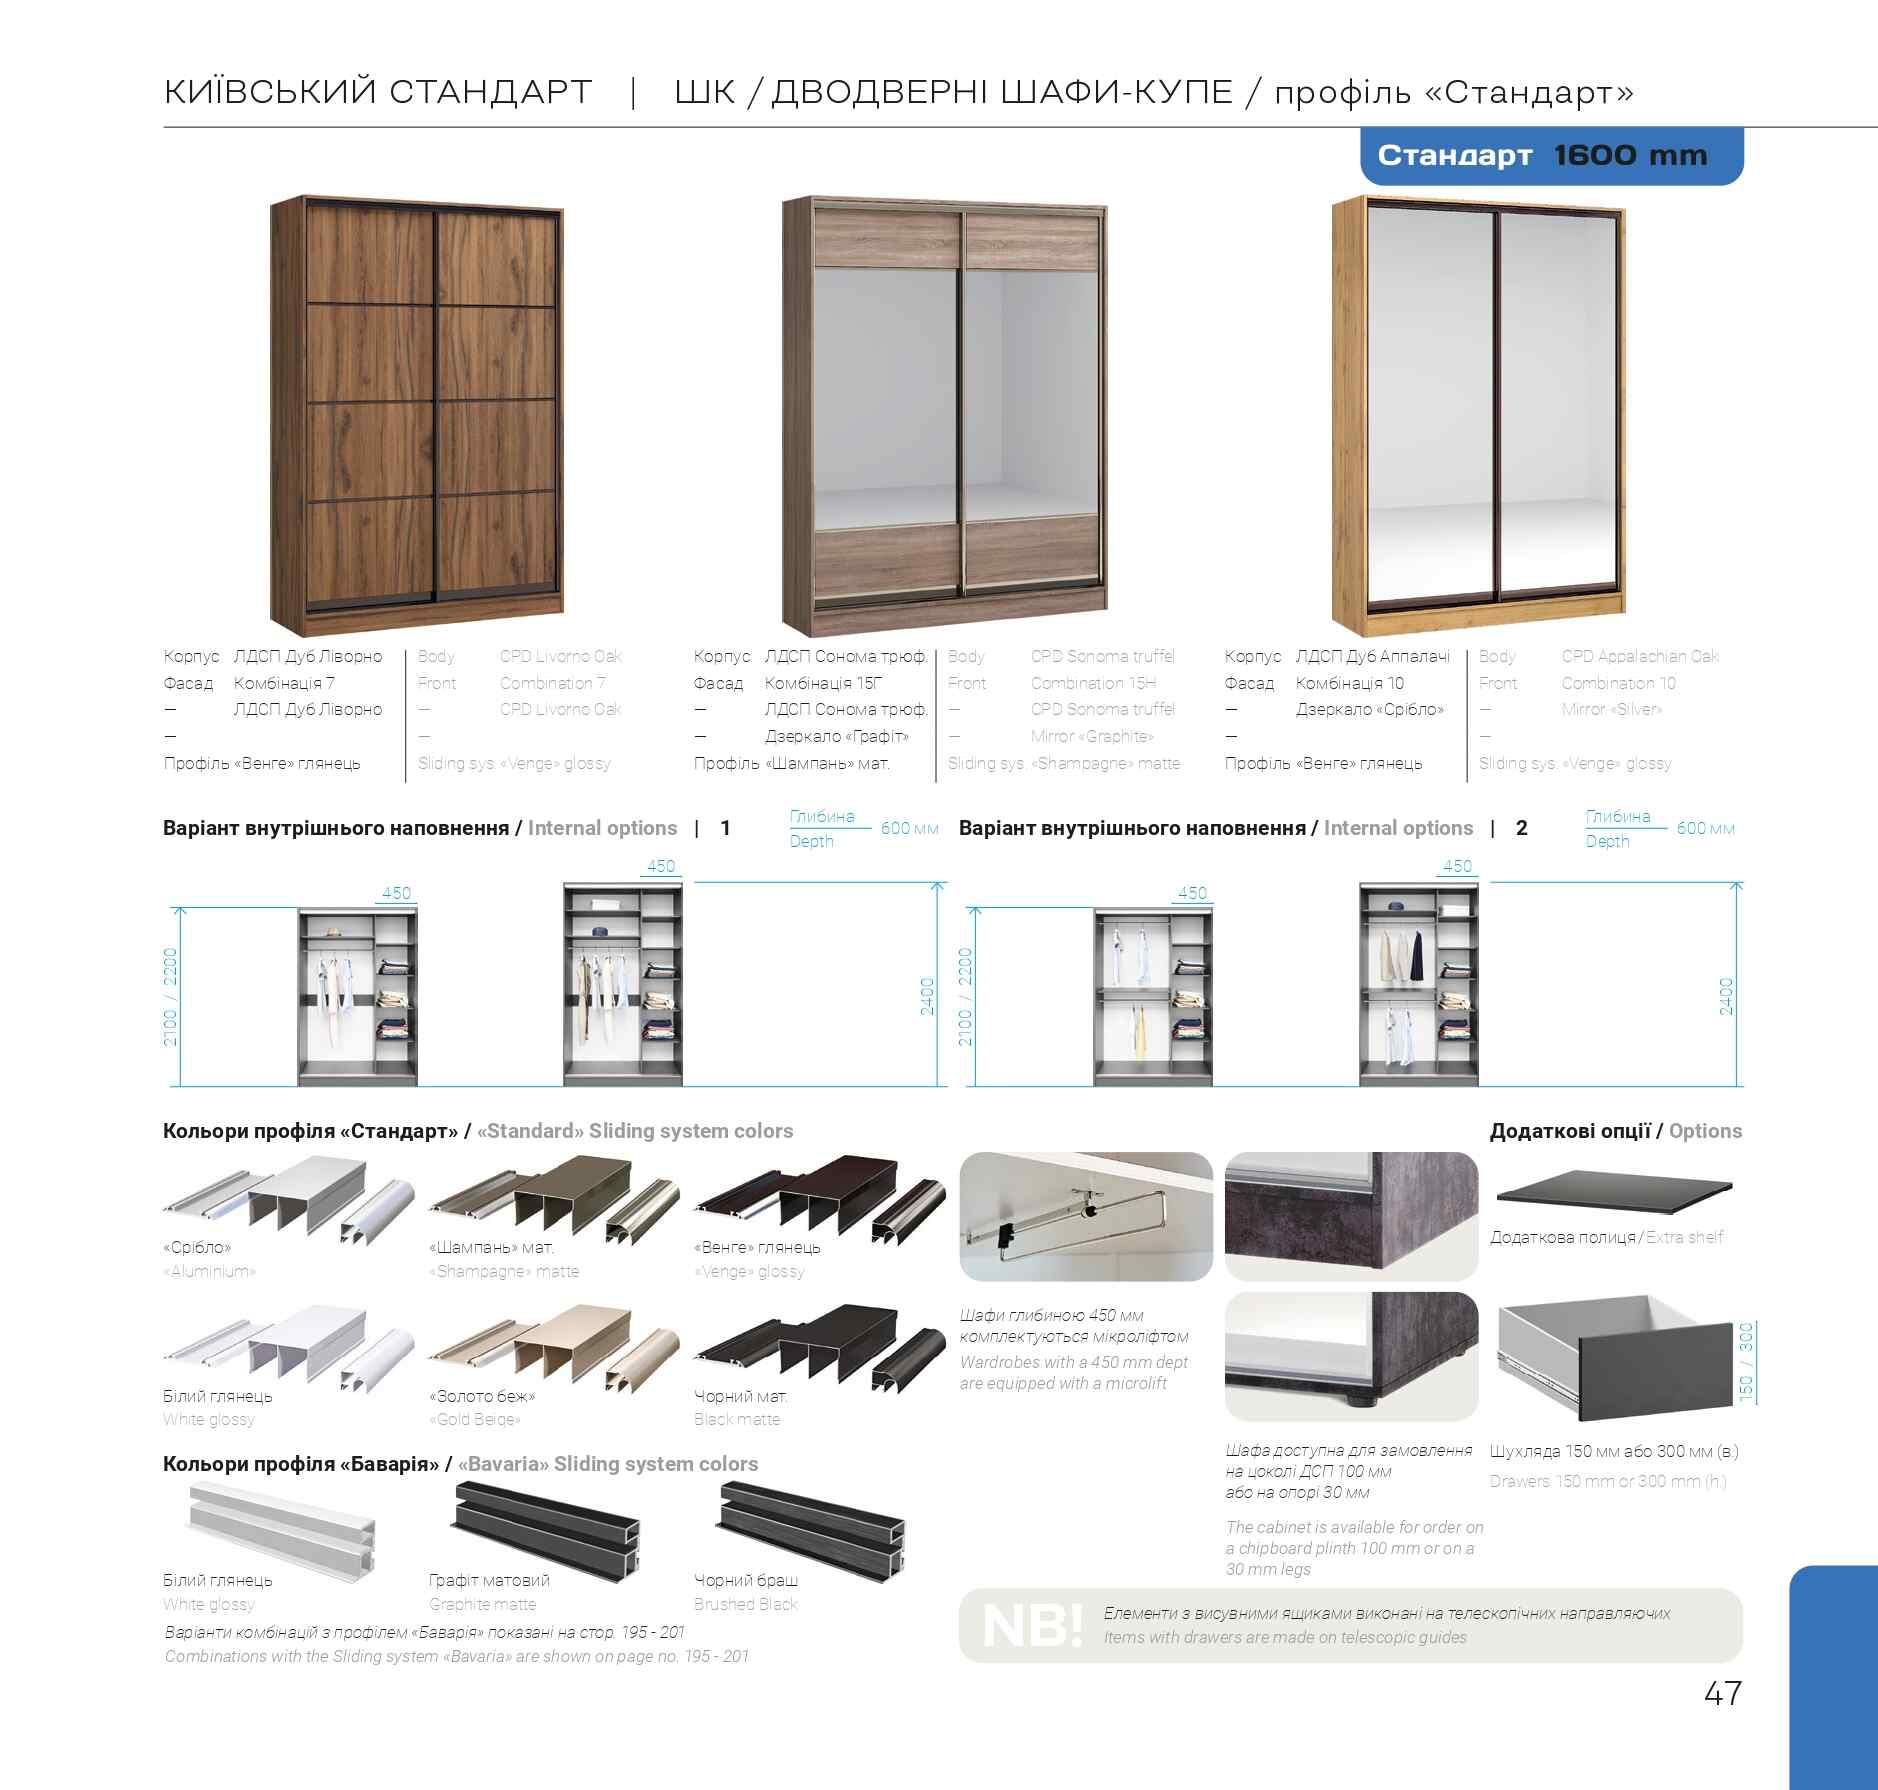 КИЇВСЬКИЙ СТАНДАРТ | ШК / ДВОДВЕРНІ ШАФИ-КУПЕ / профіль «Стандарт»
Стандарт 1600 mm
Корпус ЛДСП Дуб Ліворно
Фасад Комбінація 7
— ЛДСП Дуб Ліворно
—
Профіль «Венге» глянець
Body CPD Livorno Oak
Front Combination 7
— CPD Livorno Oak
—
Sliding sys. «Venge» glossy
Корпус ЛДСП Сонома трюф.
Фасад Комбінація 15Г
— ЛДСП Сонома трюф.
— Дзеркало «Графіт»
Профіль «Шампань» мат.
Body CPD Sonoma truffel
Front Combination 15H
— CPD Sonoma truffel
— Mirror «Graphite»
Sliding sys. «Shampagne» matte
Корпус ЛДСП Дуб Аппалачі
Фасад Комбінація 10
— Дзеркало «Срібло»
—
Профіль «Венге» глянець
Body CPD Appalachian Oak
Front Combination 10
— Mirror «Silver»
—
Sliding sys. «Venge» glossy
Варіант внутрішнього наповнення / Internal options | 1
Глибина
Depth
600 мм
450
450
2100 / 2200
2400
Варіант внутрішнього наповнення / Internal options | 2
Глибина
Depth
600 мм
450
450
2100 / 2200
2400
Кольори профіля «Стандарт» / «Standard» Sliding system colors
«Срібло»
«Aluminium»
«Шампань» мат.
«Shampagne» matte
«Венге» глянець
«Venge» glossy
Білий глянець
White glossy
«Золото беж»
«Gold Beige»
Чорний мат.
Black matte
Кольори профіля «Баварія» / «Bavaria» Sliding system colors
Білий глянець
White glossy
Графіт матовий
Graphite matte
Чорний браш
Brushed Black
Варіанти комбінацій з профілем «Баварія» показані на стор. 195 - 201
Combinations with the Sliding system «Bavaria» are shown on page no. 195 - 201
Шафи глибиною 450 мм
комплектуються мікроліфтом
Wardrobes with a 450 mm dept
are equipped with a microlift
Шафа доступна для замовлення
на цоколі ДСП 100 мм
або на опорі 30 мм
The cabinet is available for order on
a chipboard plinth 100 mm or on a
30 mm legs
Додаткові опції / Options
Додаткова полиця / Extra shelf
150 / 300
Шухляда 150 мм або 300 мм (в.)
Drawers 150 mm or 300 mm (h.)
NB!
Елементи з висувними ящиками виконані на телескопічних направляючих
Items with drawers are made on telescopic guides
47